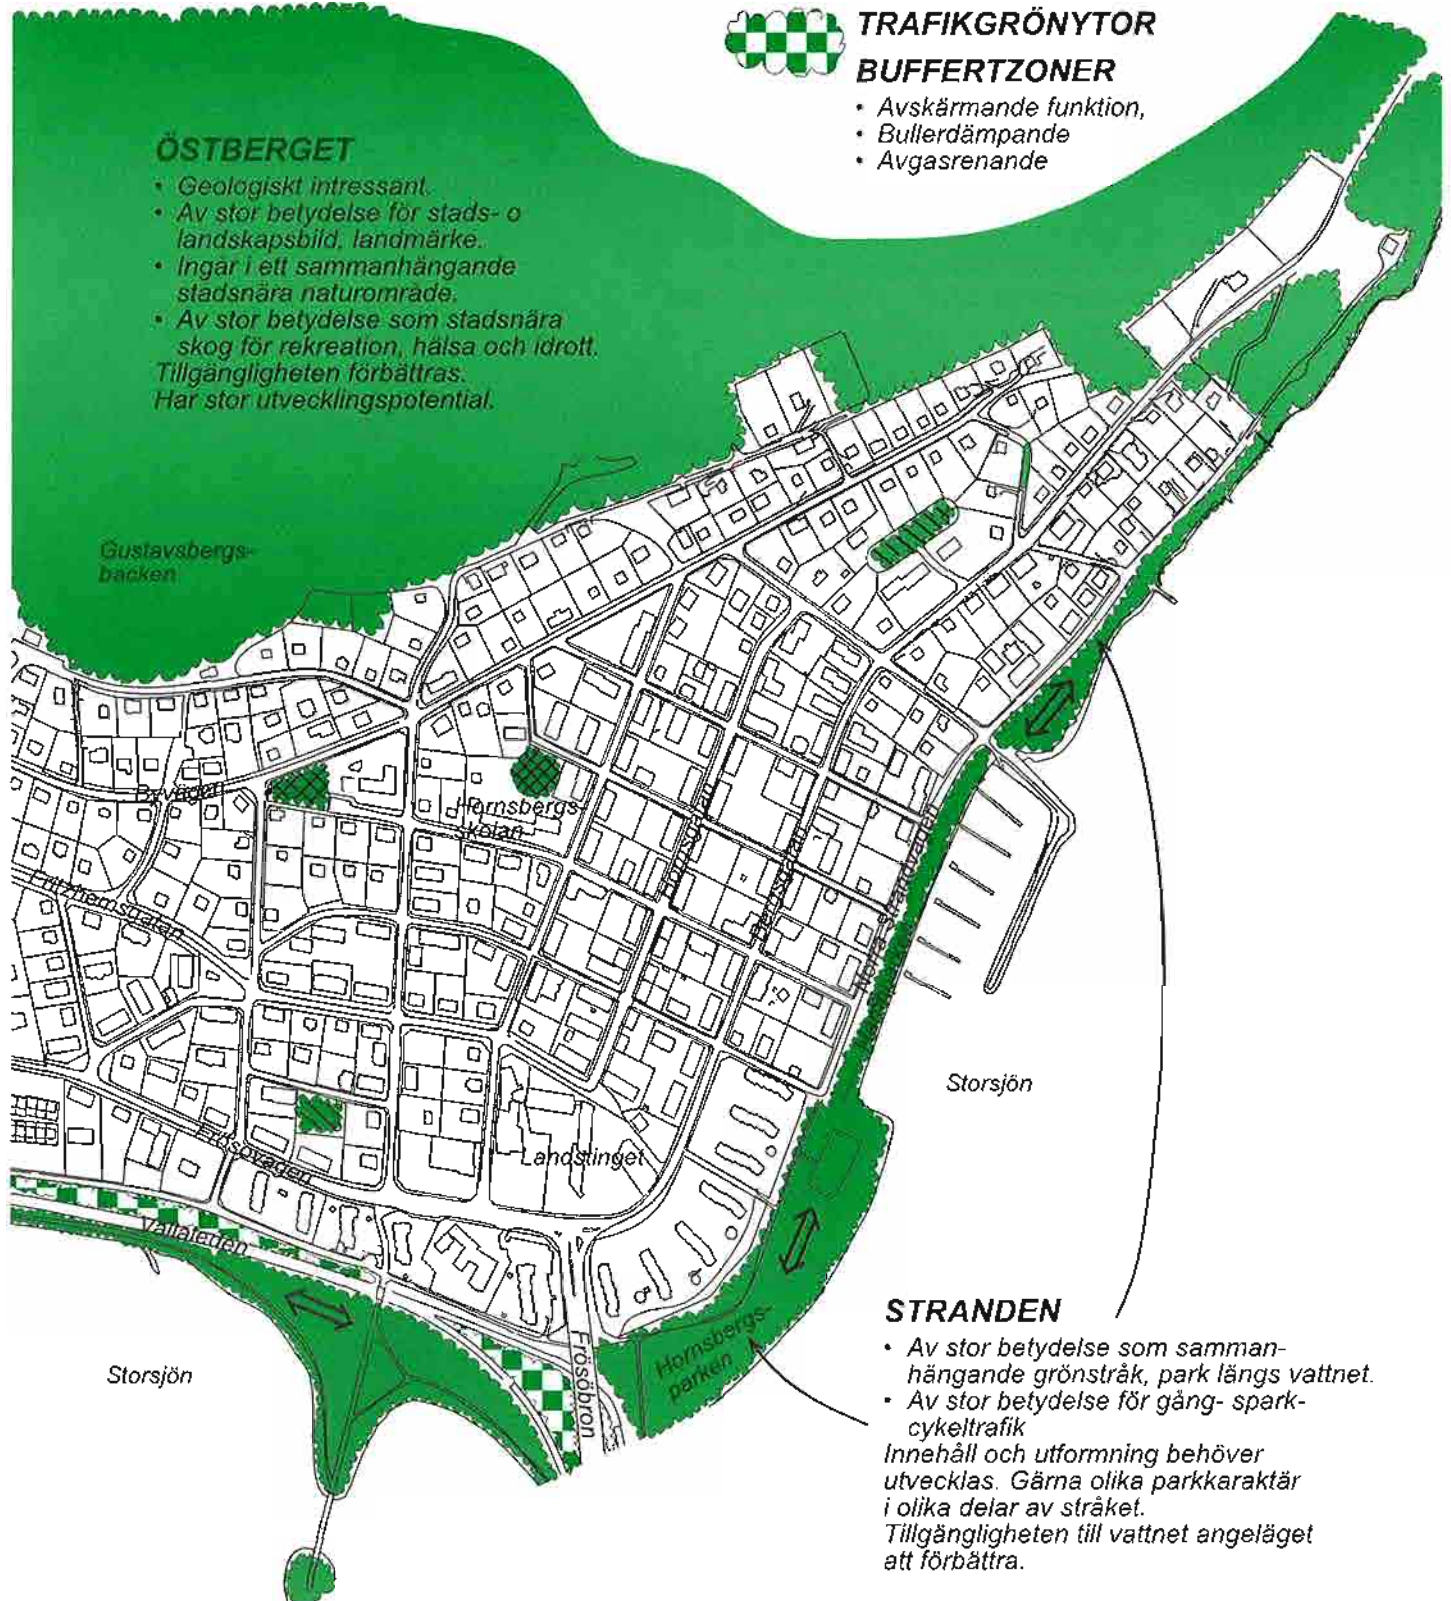 TRAFIKGRÖNYTOR
BUFFERTZONER
• Avskärmande funktion,
• Bullerdämpande
• Avgasrenande
ÖSTBERGET
• Geologiskt intressant.
• Av stor betydelse för stads- o
landskapsbild, landmärke.
• Ingår i ett sammanhängande
stadsnära naturområde.
• Av stor betydelse som stadsnära
skog för rekreation, hälsa och idrott.
Tillgängligheten förbättras.
Har stor utvecklingspotential.
Gustavsbergs-
backen
Byvägen
Hornsbergs-
skolan
Hornsgatan
Fritzhemsgatan
Norra strandvägen
Storsjön
Landstinget
Frösövägen
Vallaleden
Storsjön
Frösöbron
Hornsbergs-
parken
STRANDEN
• Av stor betydelse som samman-
hängande grönstråk, park längs vattnet.
• Av stor betydelse för gång- spark-
cykeltrafik
Innehåll och utformning behöver
utvecklas. Gärna olika parkkaraktär
i olika delar av stråket.
Tillgängligheten till vattnet angeläget
att förbättra.